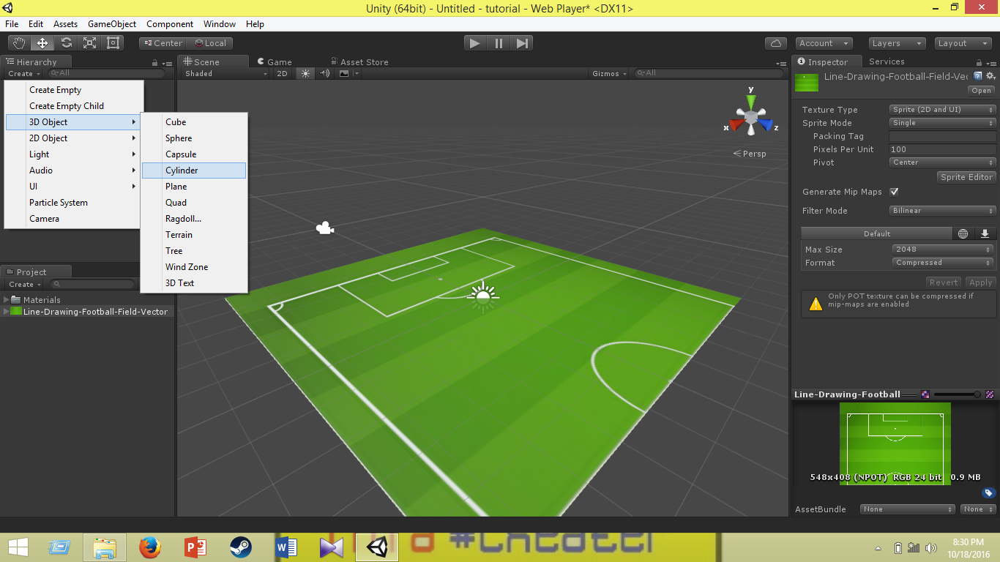 Unity (64bit) - Untitled - tutorial - Web Player* <DX11>
File Edit Assets GameObject Component Window Help
Center Local
Account Layers Layout
Hierarchy
Create All
Create Empty
Create Empty Child
3D Object
2D Object
Light
Audio
UI
Particle System
Camera
Cube
Sphere
Capsule
Cylinder
Plane
Quad
Ragdoll...
Terrain
Tree
Wind Zone
3D Text
Project
Create
Materials
Line-Drawing-Football-Field-Vector
Scene Game Asset Store
Shaded 2D Gizmos All
y
x z
Persp
Inspector Services
Line-Drawing-Football-Field-Vec
Open
Texture Type Sprite (2D and UI)
Sprite Mode Single
Packing Tag
Pixels Per Unit 100
Pivot Center
Sprite Editor
Generate Mip Maps
Filter Mode Bilinear
Default
Max Size 2048
Format Compressed
Revert Apply
Only POT texture can be compressed if
mip-maps are enabled
Line-Drawing-Football
548x408 (NPOT) RGB 24 bit 0.9 MB
AssetBundle None None
8:30 PM
10/18/2016